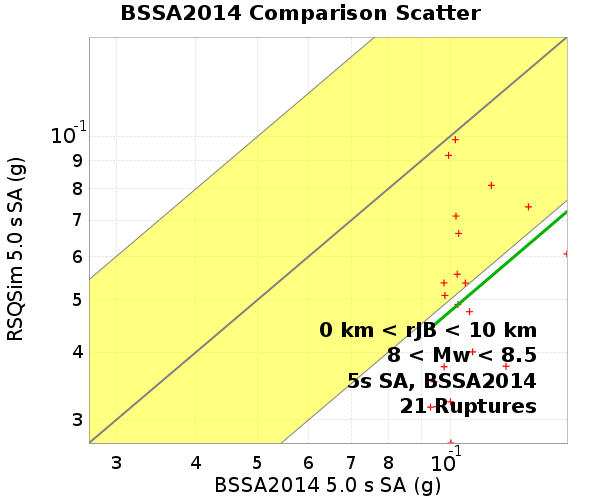 BSSA2014 Comparison Scatter
RSQSim 5.0 s SA (g)
10-1
9
8
7
6
5
4
3
0 km < rJB < 10 km
8 < Mw < 8.5
5s SA, BSSA2014
21 Ruptures
3 4 5 6 7 8 10-1
BSSA2014 5.0 s SA (g)